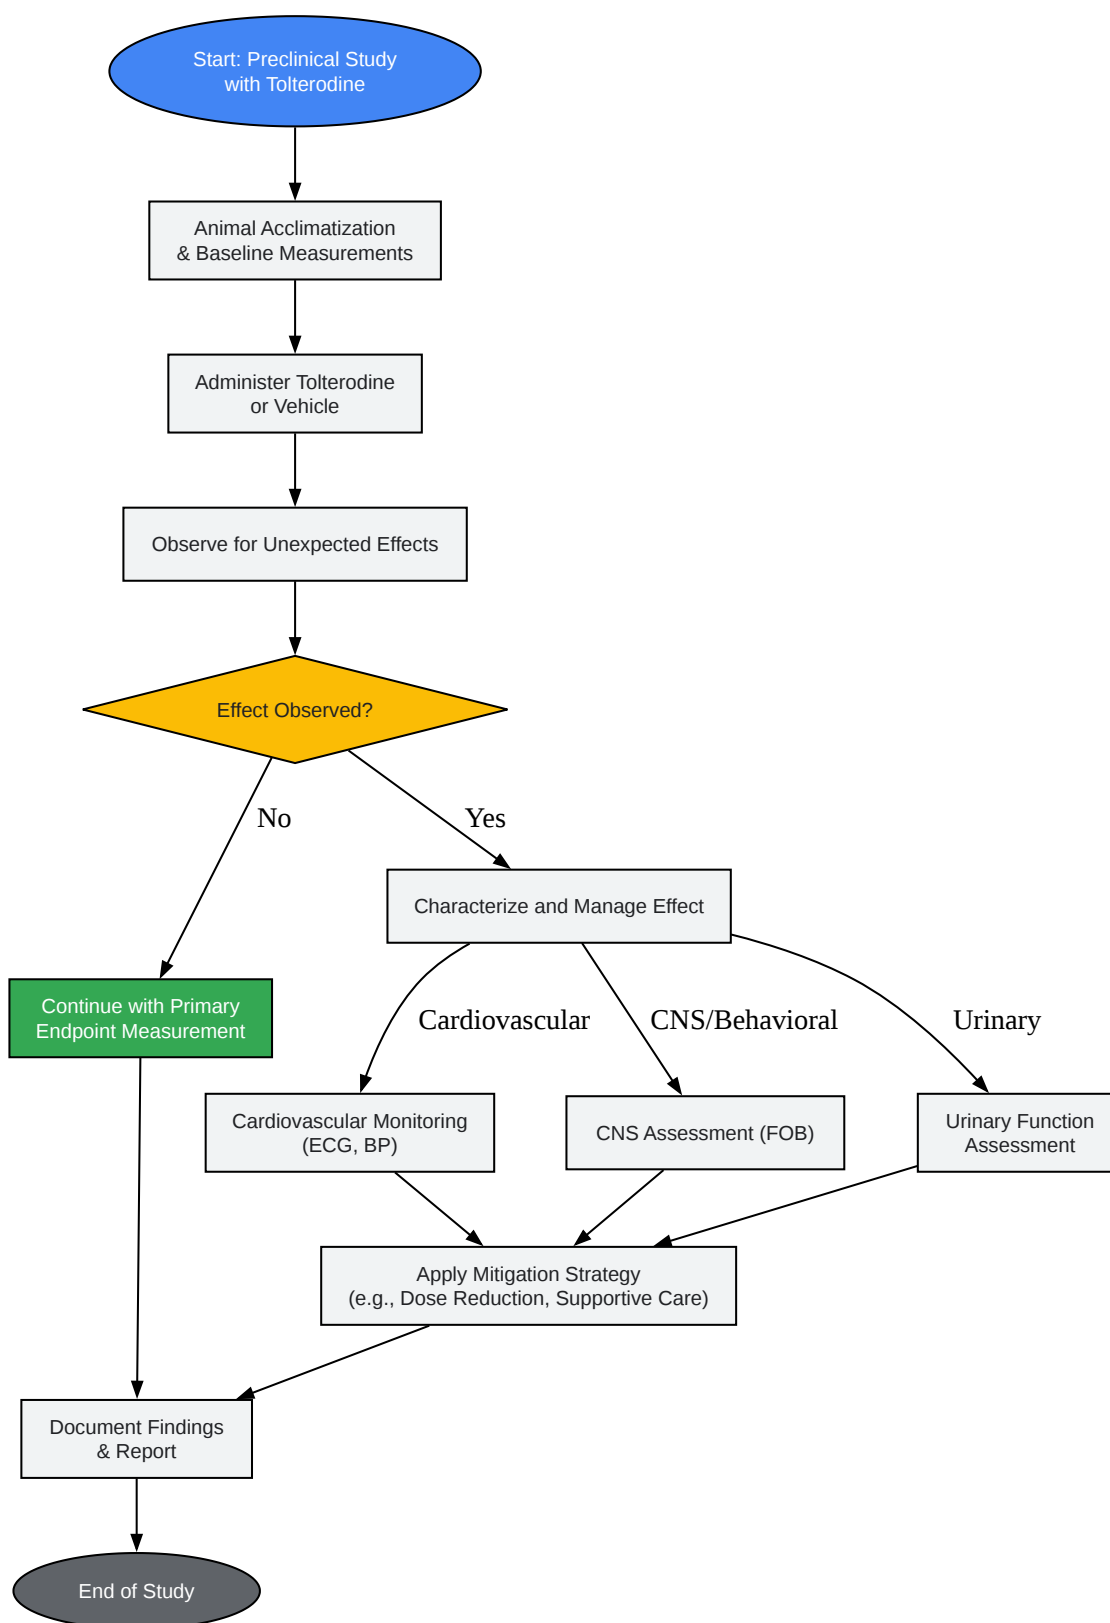 Start: Preclinical Study
with Tolterodine
Animal Acclimatization
& Baseline Measurements
Administer Tolterodine
or Vehicle
Observe for Unexpected Effects
Effect Observed?
No
Yes
Characterize and Manage Effect
Continue with Primary
Endpoint Measurement
Cardiovascular
CNS/Behavioral
Urinary
Cardiovascular Monitoring
(ECG, BP)
CNS Assessment (FOB)
Urinary Function
Assessment
Apply Mitigation Strategy
(e.g., Dose Reduction, Supportive Care)
Document Findings
& Report
End of Study